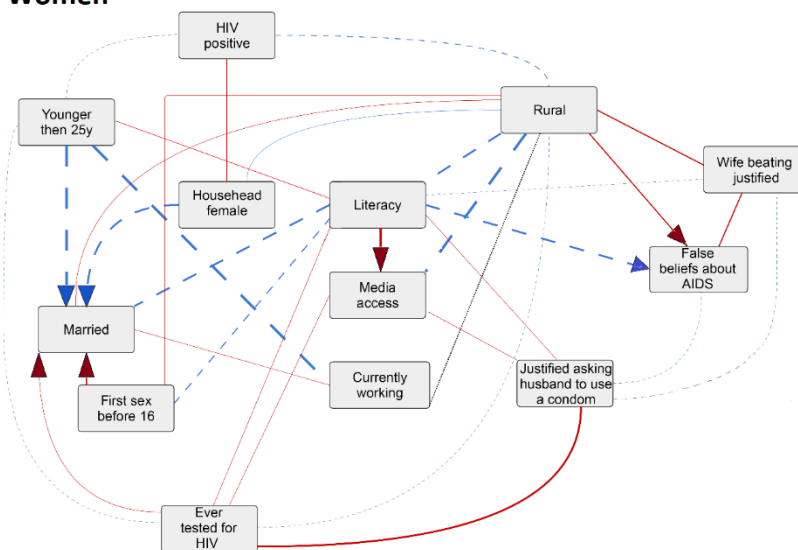 Women
HIV
positive
Younger
then 25y
Rural
Wife beating
justified
Househead
female
Literacy
False
beliefs about
AIDS
Media
access
Married
Currently
working
Justified asking
husband to use
a condom
First sex
before 16
Ever
tested for
HIV